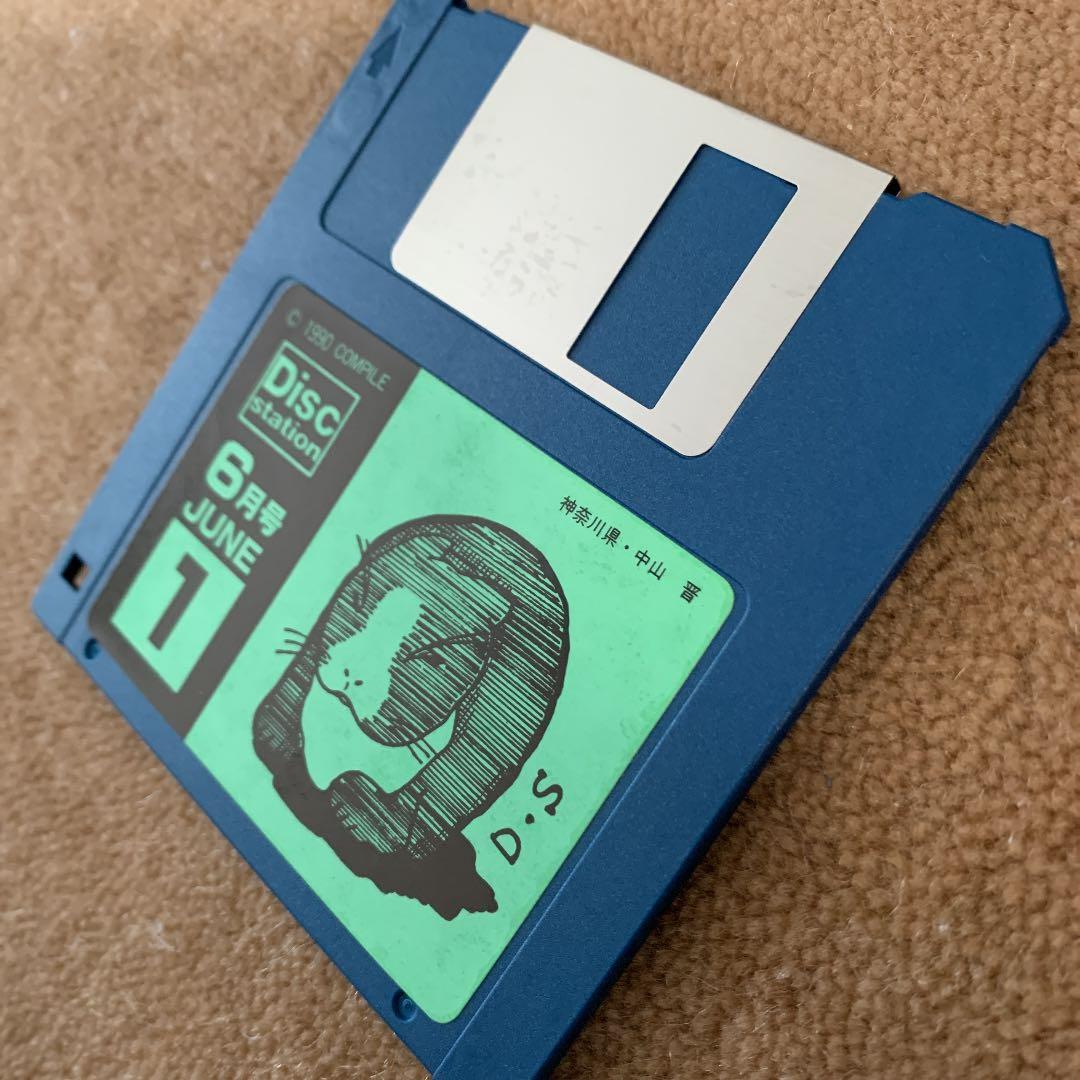 © 1990 COMPILE
Disc
station
6月号
JUNE
1
神奈川県・中山 晋
D.S